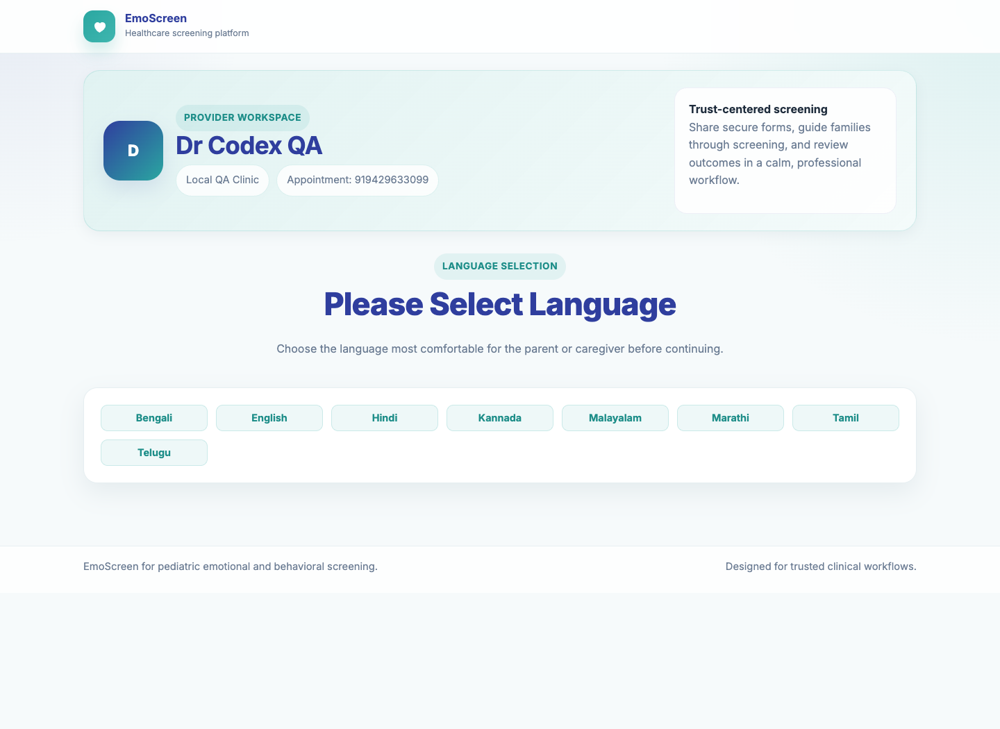 EmoScreen
Healthcare screening platform
PROVIDER WORKSPACE
D
Dr Codex QA
Local QA Clinic
Appointment: 919429633099
Trust-centered screening
Share secure forms, guide families
through screening, and review
outcomes in a calm, professional
workflow.
LANGUAGE SELECTION
Please Select Language
Choose the language most comfortable for the parent or caregiver before continuing.
Bengali
English
Hindi
Kannada
Malayalam
Marathi
Tamil
Telugu
EmoScreen for pediatric emotional and behavioral screening.
Designed for trusted clinical workflows.